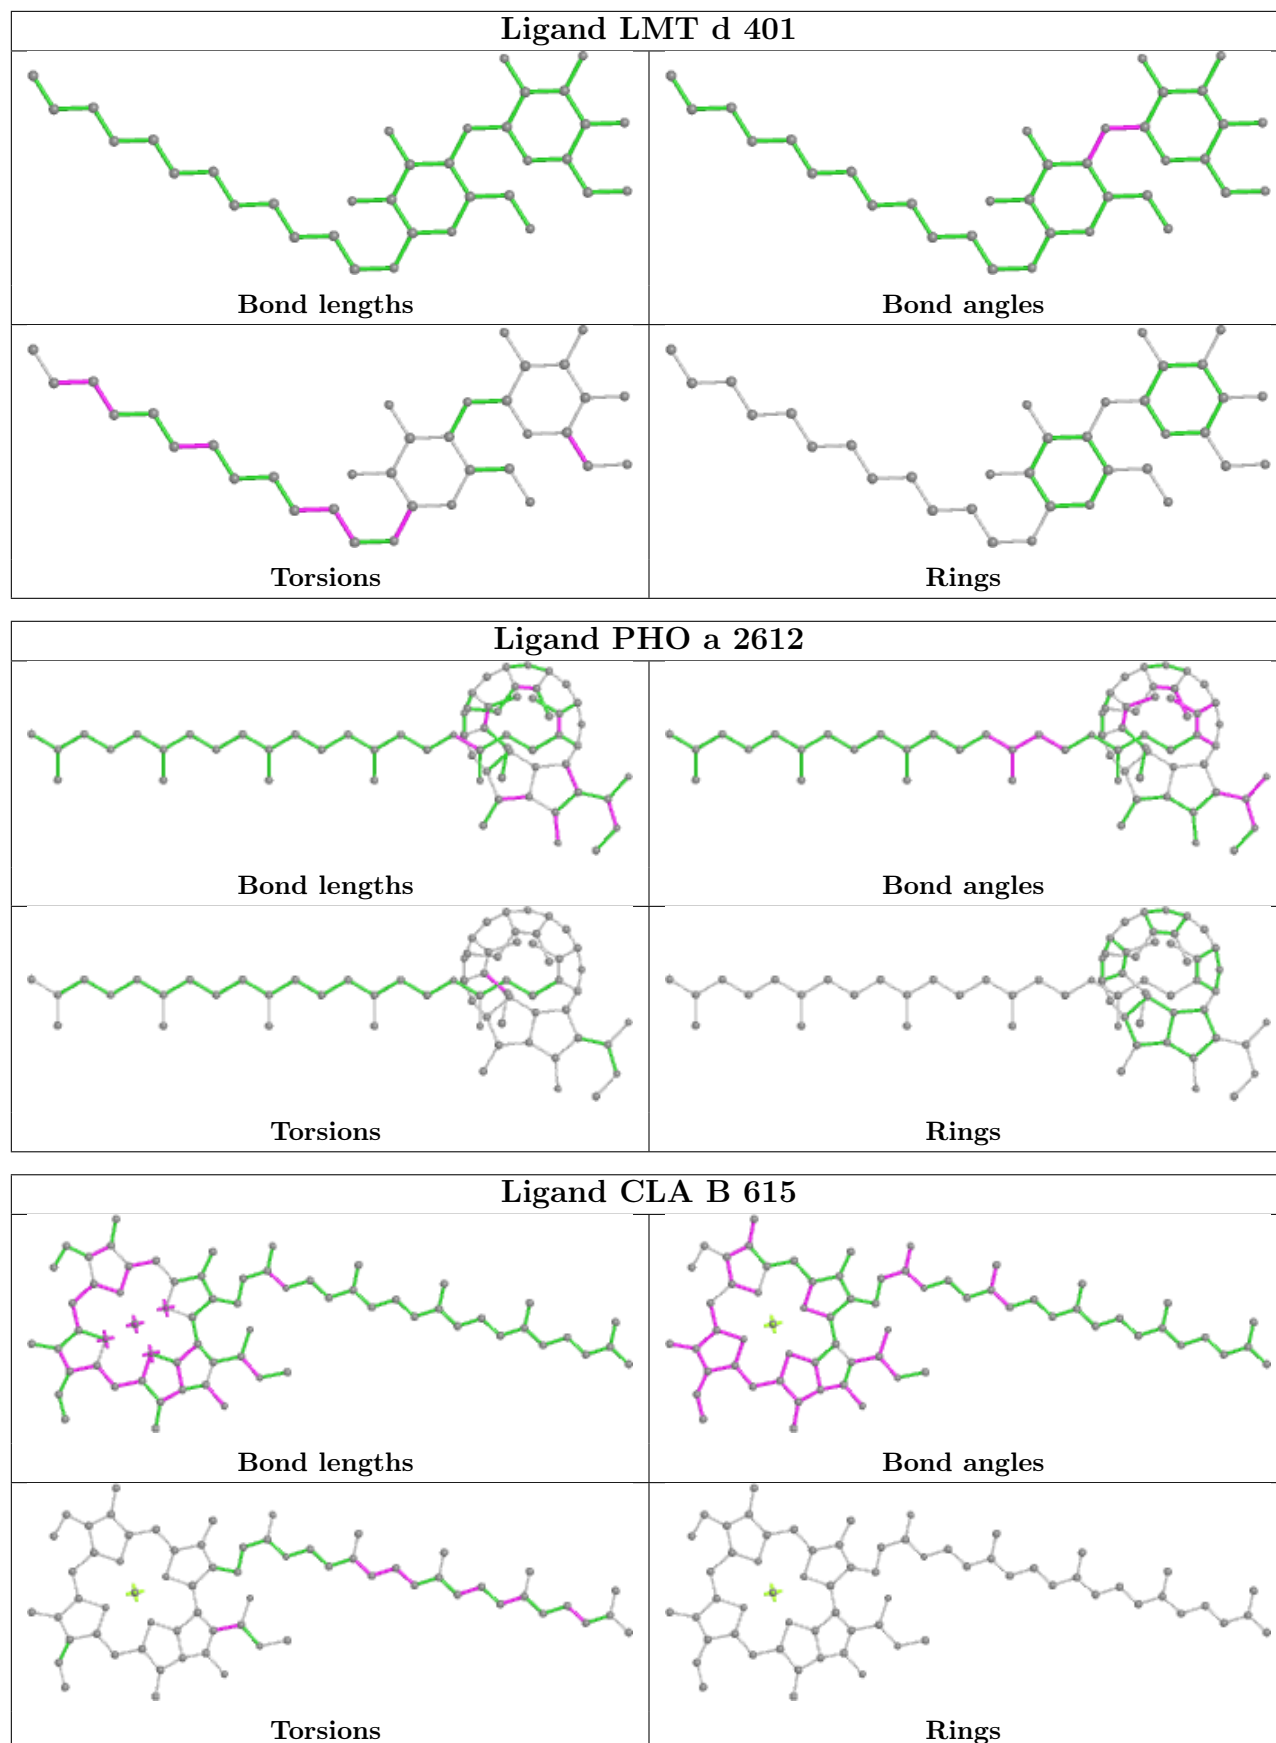 Ligand LMT d 401
Bond lengths
Bond angles
Torsions
Rings
Ligand PHO a 2612
Bond lengths
Bond angles
Torsions
Rings
Ligand CLA B 615
Bond lengths
Bond angles
Torsions
Rings